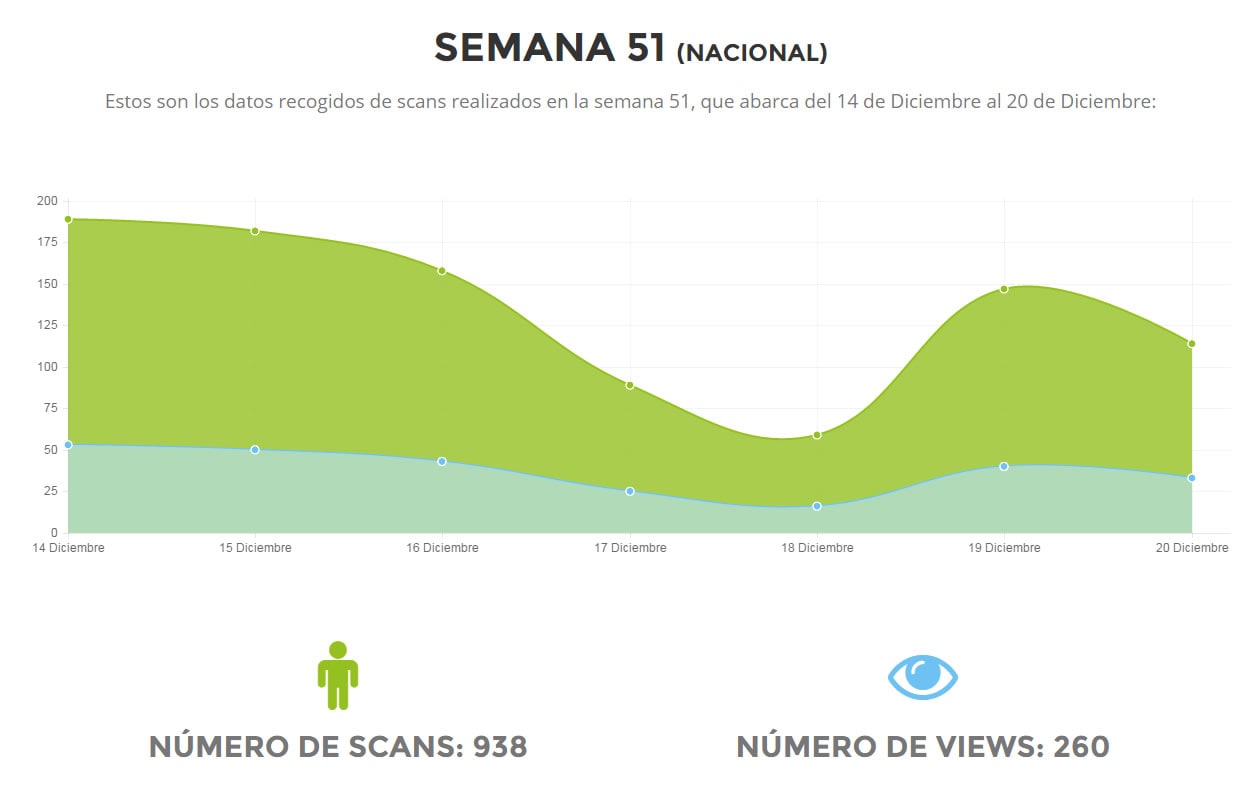 SEMANA 51 (NACIONAL)
Estos son los datos recogidos de scans realizados en la semana 51, que abarca del 14 de Diciembre al 20 de Diciembre:
200
175
150
125
100
75
50
25
0
14 Diciembre 15 Diciembre 16 Diciembre 17 Diciembre 18 Diciembre 19 Diciembre 20 Diciembre
NÚMERO DE SCANS: 938 NÚMERO DE VIEWS: 260